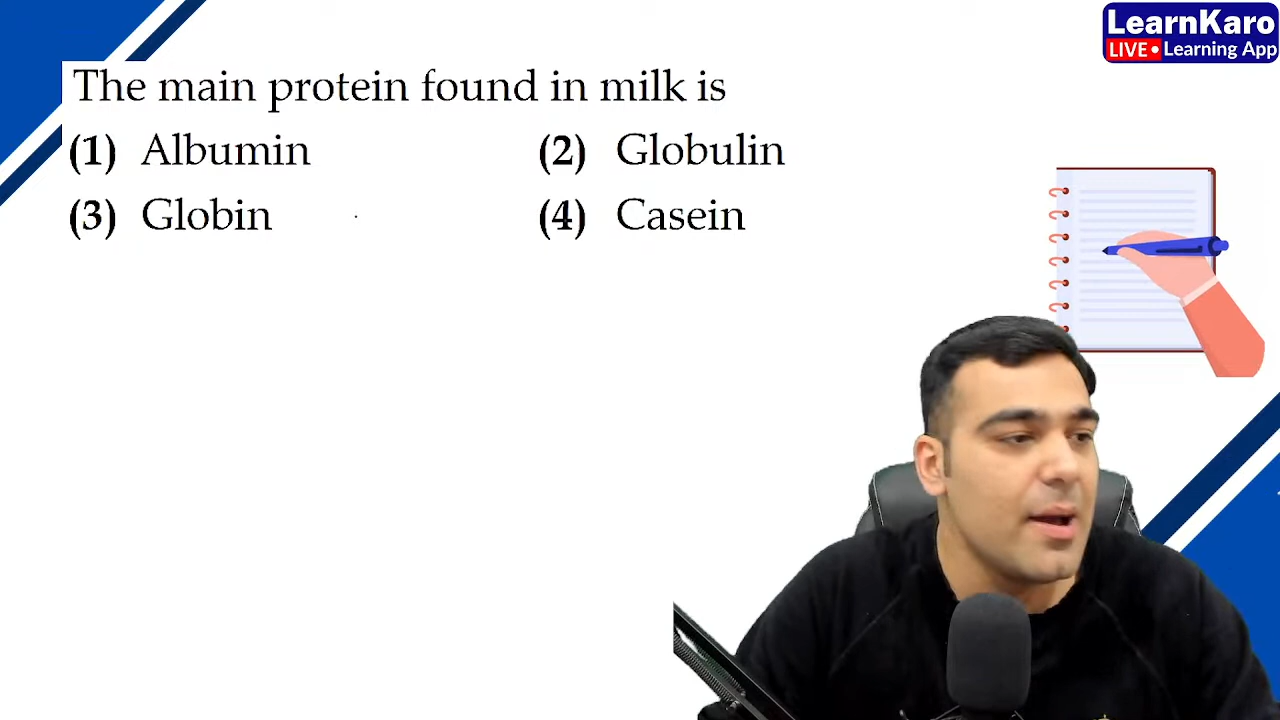 LearnKaro
LIVE • Learning App
The main protein found in milk is
(1) Albumin (2) Globulin
(3) Globin (4) Casein